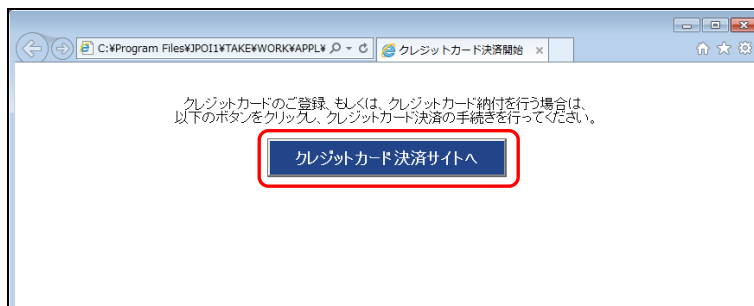 C:¥Program Files¥JPOI1¥TAKE¥WORK¥APPL¥
クレジットカード決済開始
クレジットカードのご登録、もしくは、クレジットカード納付を行う場合は、
以下のボタンをクリックし、クレジットカード決済の手続きを行ってください。
クレジットカード決済サイトへ